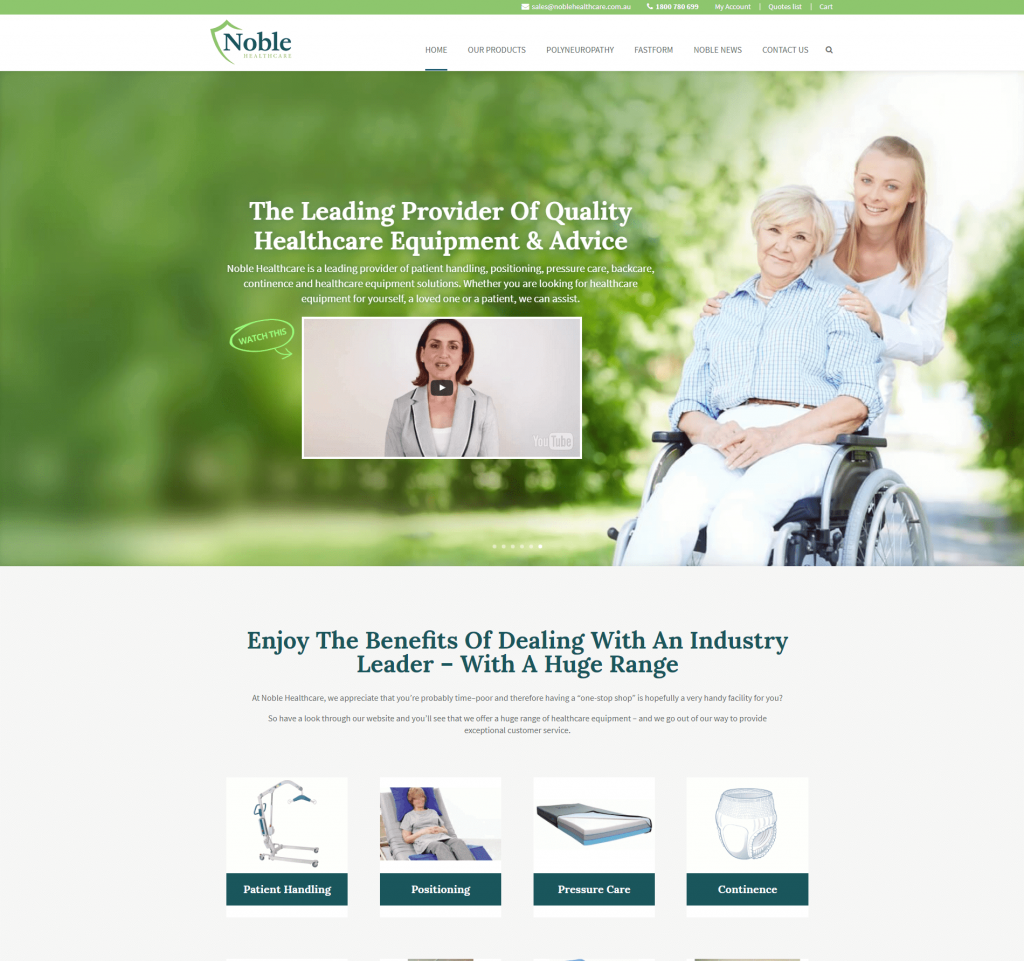 sales@noblehealthcare.com.au 1800 780 699 My Account | Quotes list | Cart
Noble
HEALTHCARE
HOME OUR PRODUCTS POLYNEUROPATHY FASTFORM NOBLE NEWS CONTACT US
The Leading Provider Of Quality
Healthcare Equipment & Advice
Noble Healthcare is a leading provider of patient handling, positioning, pressure care, backcare,
continence and healthcare equipment solutions. Whether you are looking for healthcare
equipment for yourself, a loved one or a patient, we can assist.
WATCH THIS
YouTube
Enjoy The Benefits Of Dealing With An Industry
Leader – With A Huge Range
At Noble Healthcare, we appreciate that you're probably time–poor and therefore having a “one-stop shop” is hopefully a very handy facility for you?
So have a look through our website and you'll see that we offer a huge range of healthcare equipment – and we go out of our way to provide
exceptional customer service.
Patient Handling Positioning Pressure Care Continence